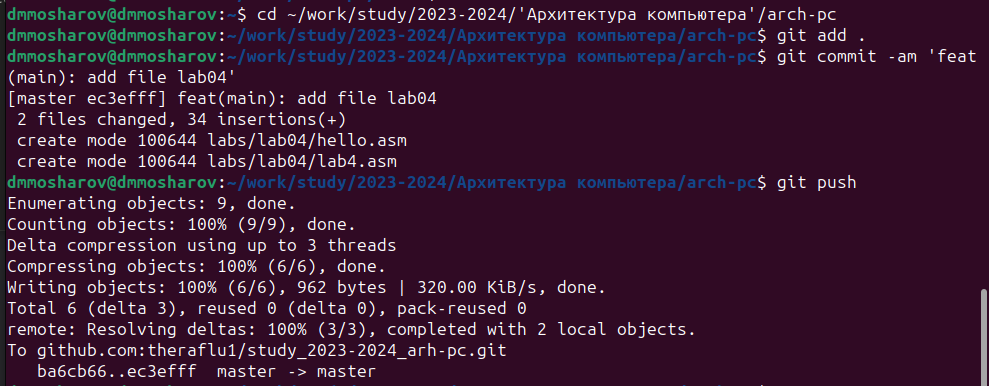 dmmosharov@dmmosharov:~$ cd ~/work/study/2023-2024/'Архитектура компьютера'/arch-pc
dmmosharov@dmmosharov:~/work/study/2023-2024/Архитектура компьютера/arch-pc$ git add .
dmmosharov@dmmosharov:~/work/study/2023-2024/Архитектура компьютера/arch-pc$ git commit -am 'feat
(main): add file lab04'
[master ec3efff] feat(main): add file lab04
 2 files changed, 34 insertions(+)
 create mode 100644 labs/lab04/hello.asm
 create mode 100644 labs/lab04/lab4.asm
dmmosharov@dmmosharov:~/work/study/2023-2024/Архитектура компьютера/arch-pc$ git push
Enumerating objects: 9, done.
Counting objects: 100% (9/9), done.
Delta compression using up to 3 threads
Compressing objects: 100% (6/6), done.
Writing objects: 100% (6/6), 962 bytes | 320.00 KiB/s, done.
Total 6 (delta 3), reused 0 (delta 0), pack-reused 0
remote: Resolving deltas: 100% (3/3), completed with 2 local objects.
To github.com:theraflu1/study_2023-2024_arh-pc.git
   ba6cb66..ec3efff  master -> master